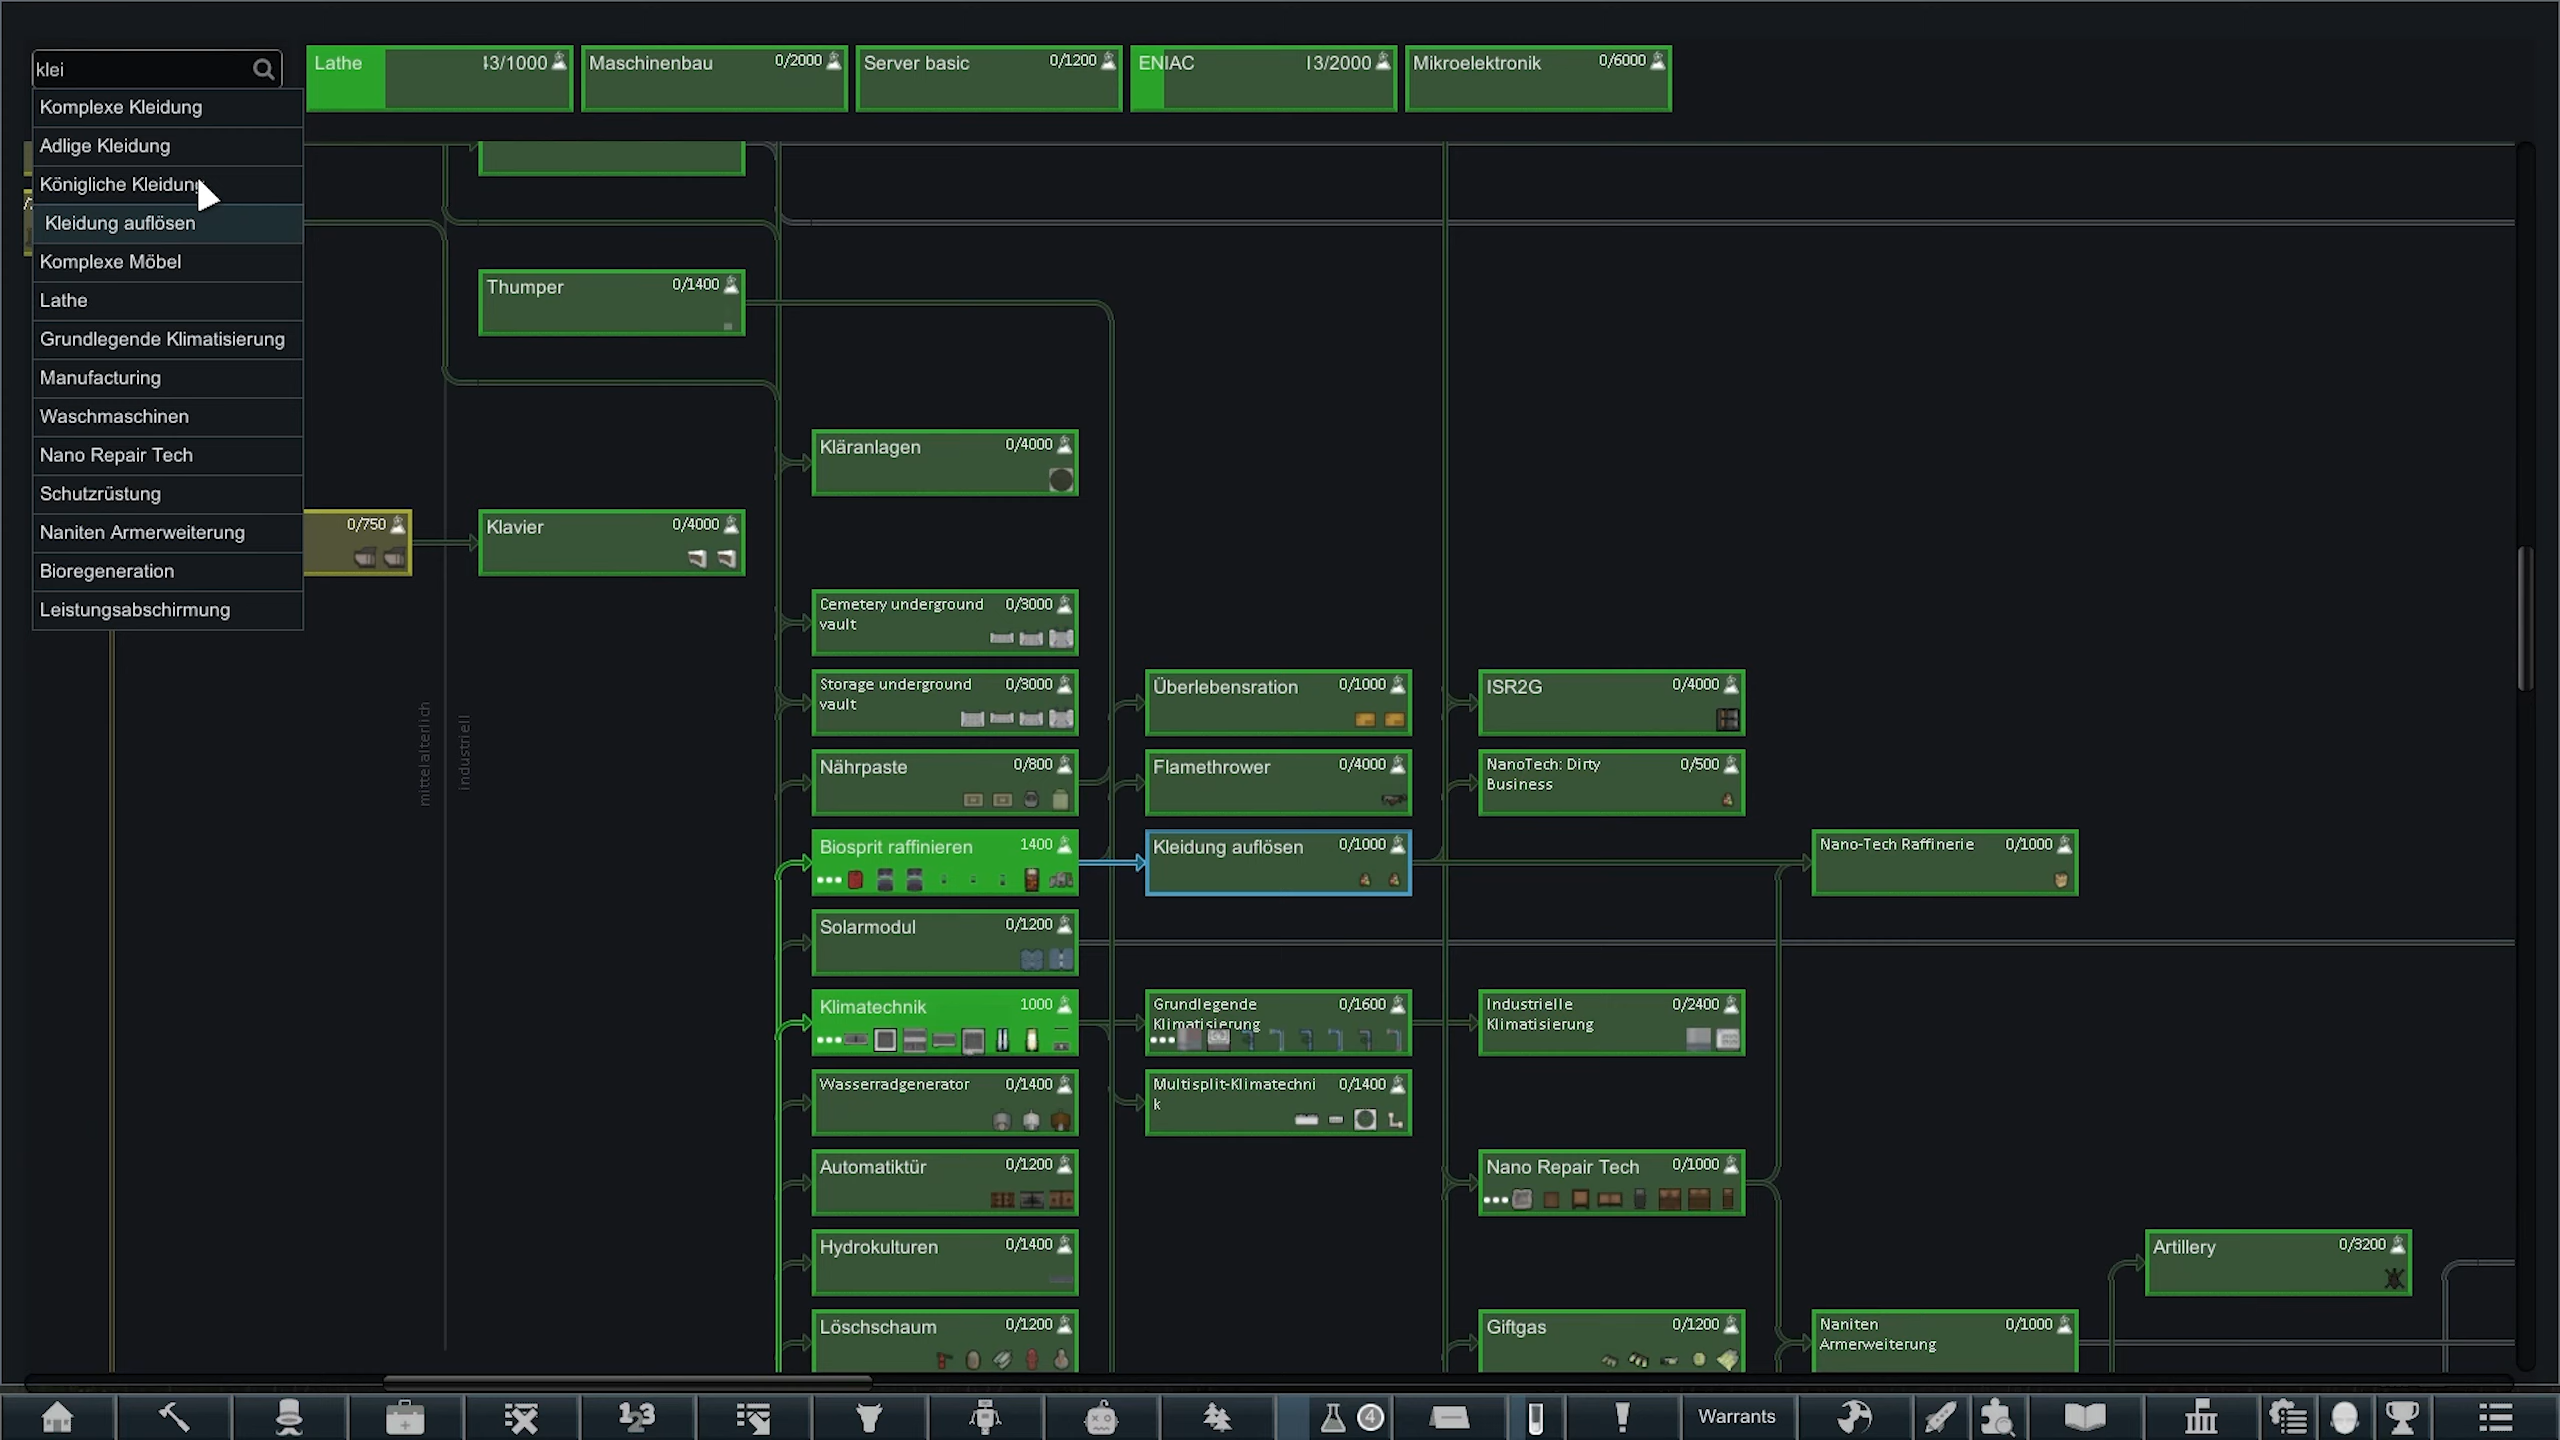 klei
Lathe
13/1000
Maschinenbau
0/2000
Server basic
0/1200
ENIAC
13/2000
Mikroelektronik
0/6000
Komplexe Kleidung
Adlige Kleidung
Königliche Kleidung
Kleidung auflösen
Komplexe Möbel
Lathe
Grundlegende Klimatisierung
Manufacturing
Waschmaschinen
Nano Repair Tech
Schutzrüstung
Naniten Armerweiterung
Bioregeneration
Leistungsabschirmung
Thumper
0/1400
Kläranlagen
0/4000
0/750
Klavier
0/4000
mittelalterlich
industriell
Cemetery underground
vault
0/3000
Storage underground
vault
0/3000
Überlebensration
0/1000
ISR2G
0/4000
Nährpaste
0/800
Flamethrower
0/4000
NanoTech: Dirty
Business
0/500
Biosprit raffinieren
1400
Kleidung auflösen
0/1000
Nano-Tech Raffinerie
0/1000
Solarmodul
0/1200
Klimatechnik
1000
Grundlegende
Klimatisierung
0/1600
Industrielle
Klimatisierung
0/2400
Wasserradgenerator
0/1400
Multisplit-Klimatechni
k
0/1400
Automatiktür
0/1200
Nano Repair Tech
0/1000
Hydrokulturen
0/1400
Artillery
0/3200
Löschschaum
0/1200
Giftgas
0/1200
Naniten
Armerweiterung
0/1000
123
4
Warrants